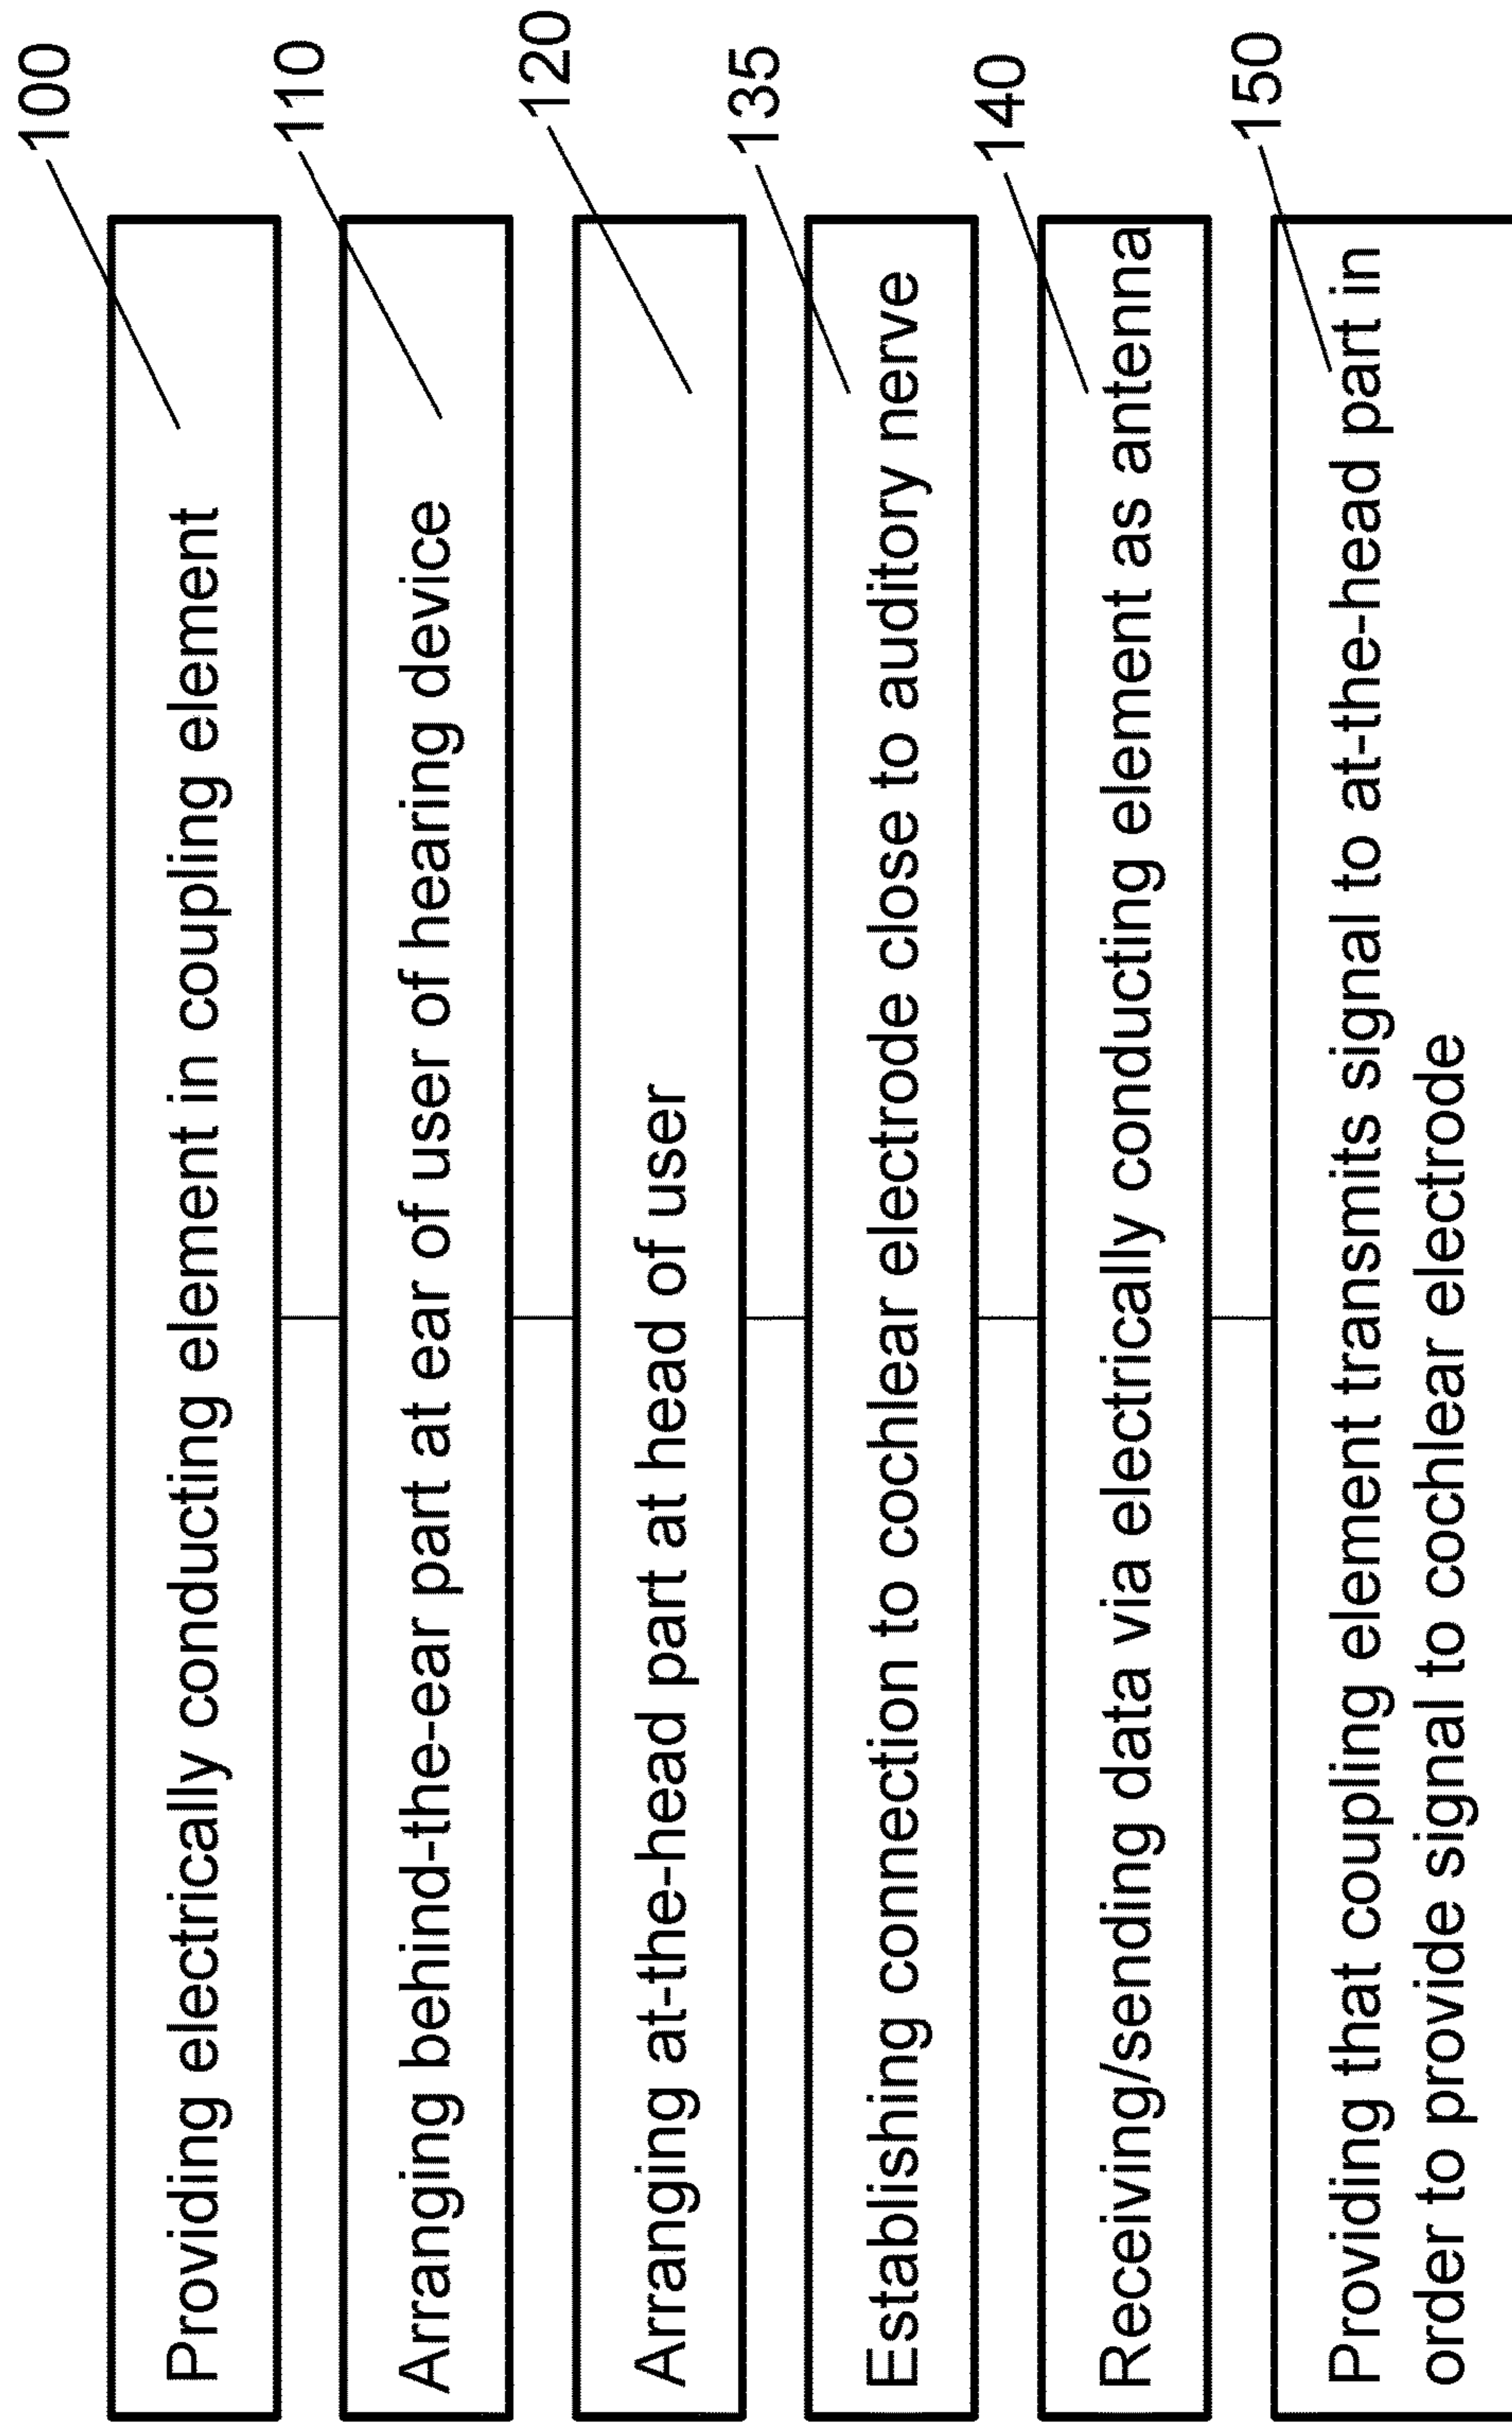 100
Providing electrically conducting element in coupling element
110
Arranging behind-the-ear part at ear of user of hearing device
120
Arranging at-the-head part at head of user
135
Establishing connection to cochlear electrode close to auditory nerve
140
Receiving/sending data via electrically conducting element as antenna
150
Providing that coupling element transmits signal to at-the-head part in
order to provide signal to cochlear electrode